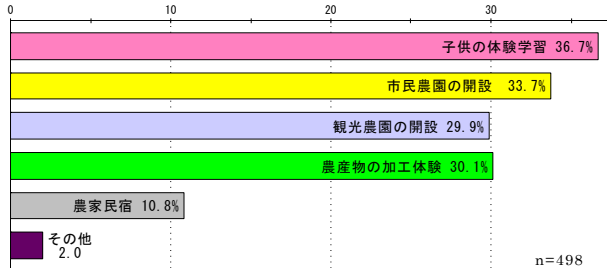 0 10 20 30
子供の体験学習 36.7%
市民農園の開設 33.7%
観光農園の開設 29.9%
農産物の加工体験 30.1%
農家民宿 10.8%
その他
2.0
n=498